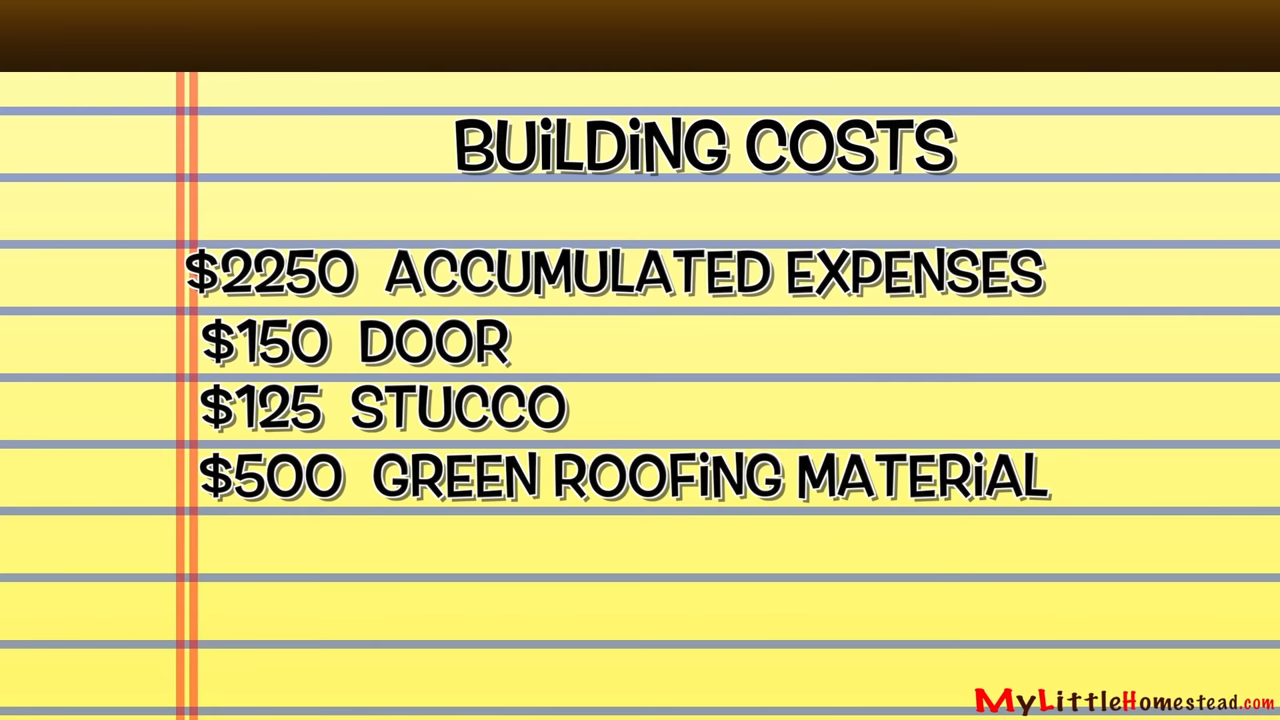 BUILDING COSTS
$2250 ACCUMULATED EXPENSES
$150 DOOR
$125 STUCCO
$500 GREEN ROOFING MATERIAL
MyLittleHomestead.com